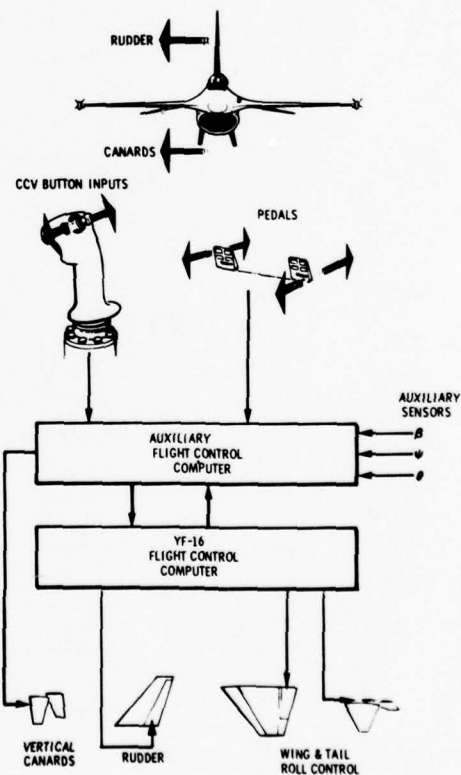 RUDDER
CANARDS
CCV BUTTON INPUTS
PEDALS
AUXILIARY
SENSORS
AUXILIARY
FLIGHT CONTROL
COMPUTER
β
ψ
θ
YF-16
FLIGHT CONTROL
COMPUTER
VERTICAL
CANARDS
RUDDER
WING & TAIL
ROLL CONTROL